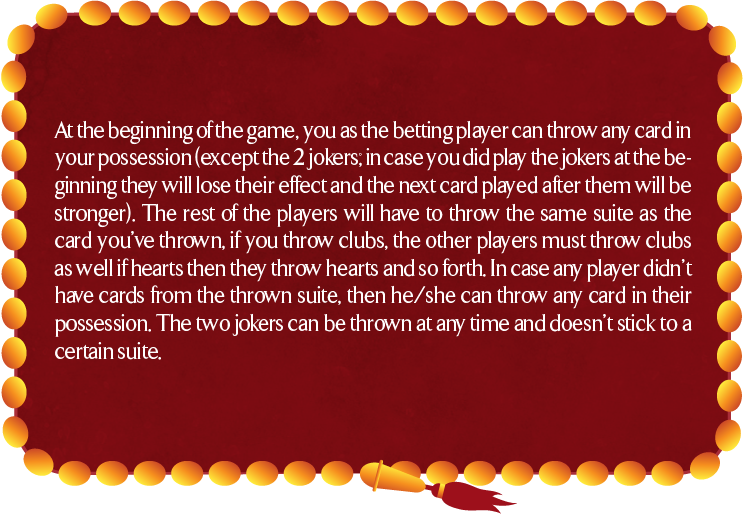 At the beginning of the game, you as the betting player can throw any card in
your possession (except the 2 jokers; in case you did play the jokers at the be-
ginning they will lose their effect and the next card played after them will be
stronger). The rest of the players will have to throw the same suite as the
card you've thrown, if you throw clubs, the other players must throw clubs
as well if hearts then they throw hearts and so forth. In case any player didn't
have cards from the thrown suite, then he/she can throw any card in their
possession. The two jokers can be thrown at any time and doesn't stick to a
certain suite.